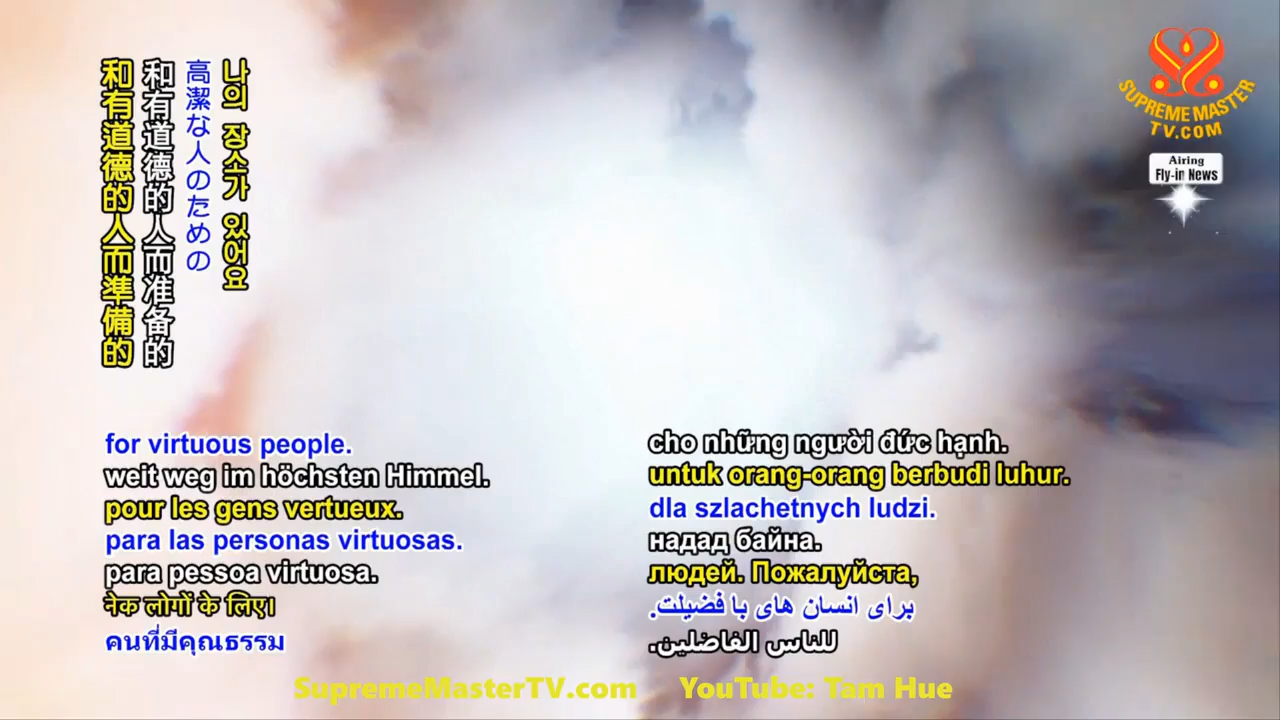 나의 장소가 있어요
高潔な人のための
和有道德的人而准备的
和有道德的人而準備的
SUPREME MASTER
TV.COM
Airing
Fly-in News
for virtuous people.
weit weg im höchsten Himmel.
pour les gens vertueux.
para las personas virtuosas.
para pessoa virtuosa.
नेक लोगों के लिए।
คนที่มีคุณธรรม
cho những người đức hạnh.
untuk orang-orang berbudi luhur.
dla szlachetnych ludzi.
надад байна.
людей. Пожалуйста,
برای انسان های با فضیلت.
للناس الفاضلين.
SupremeMasterTV.com YouTube: Tam Hue